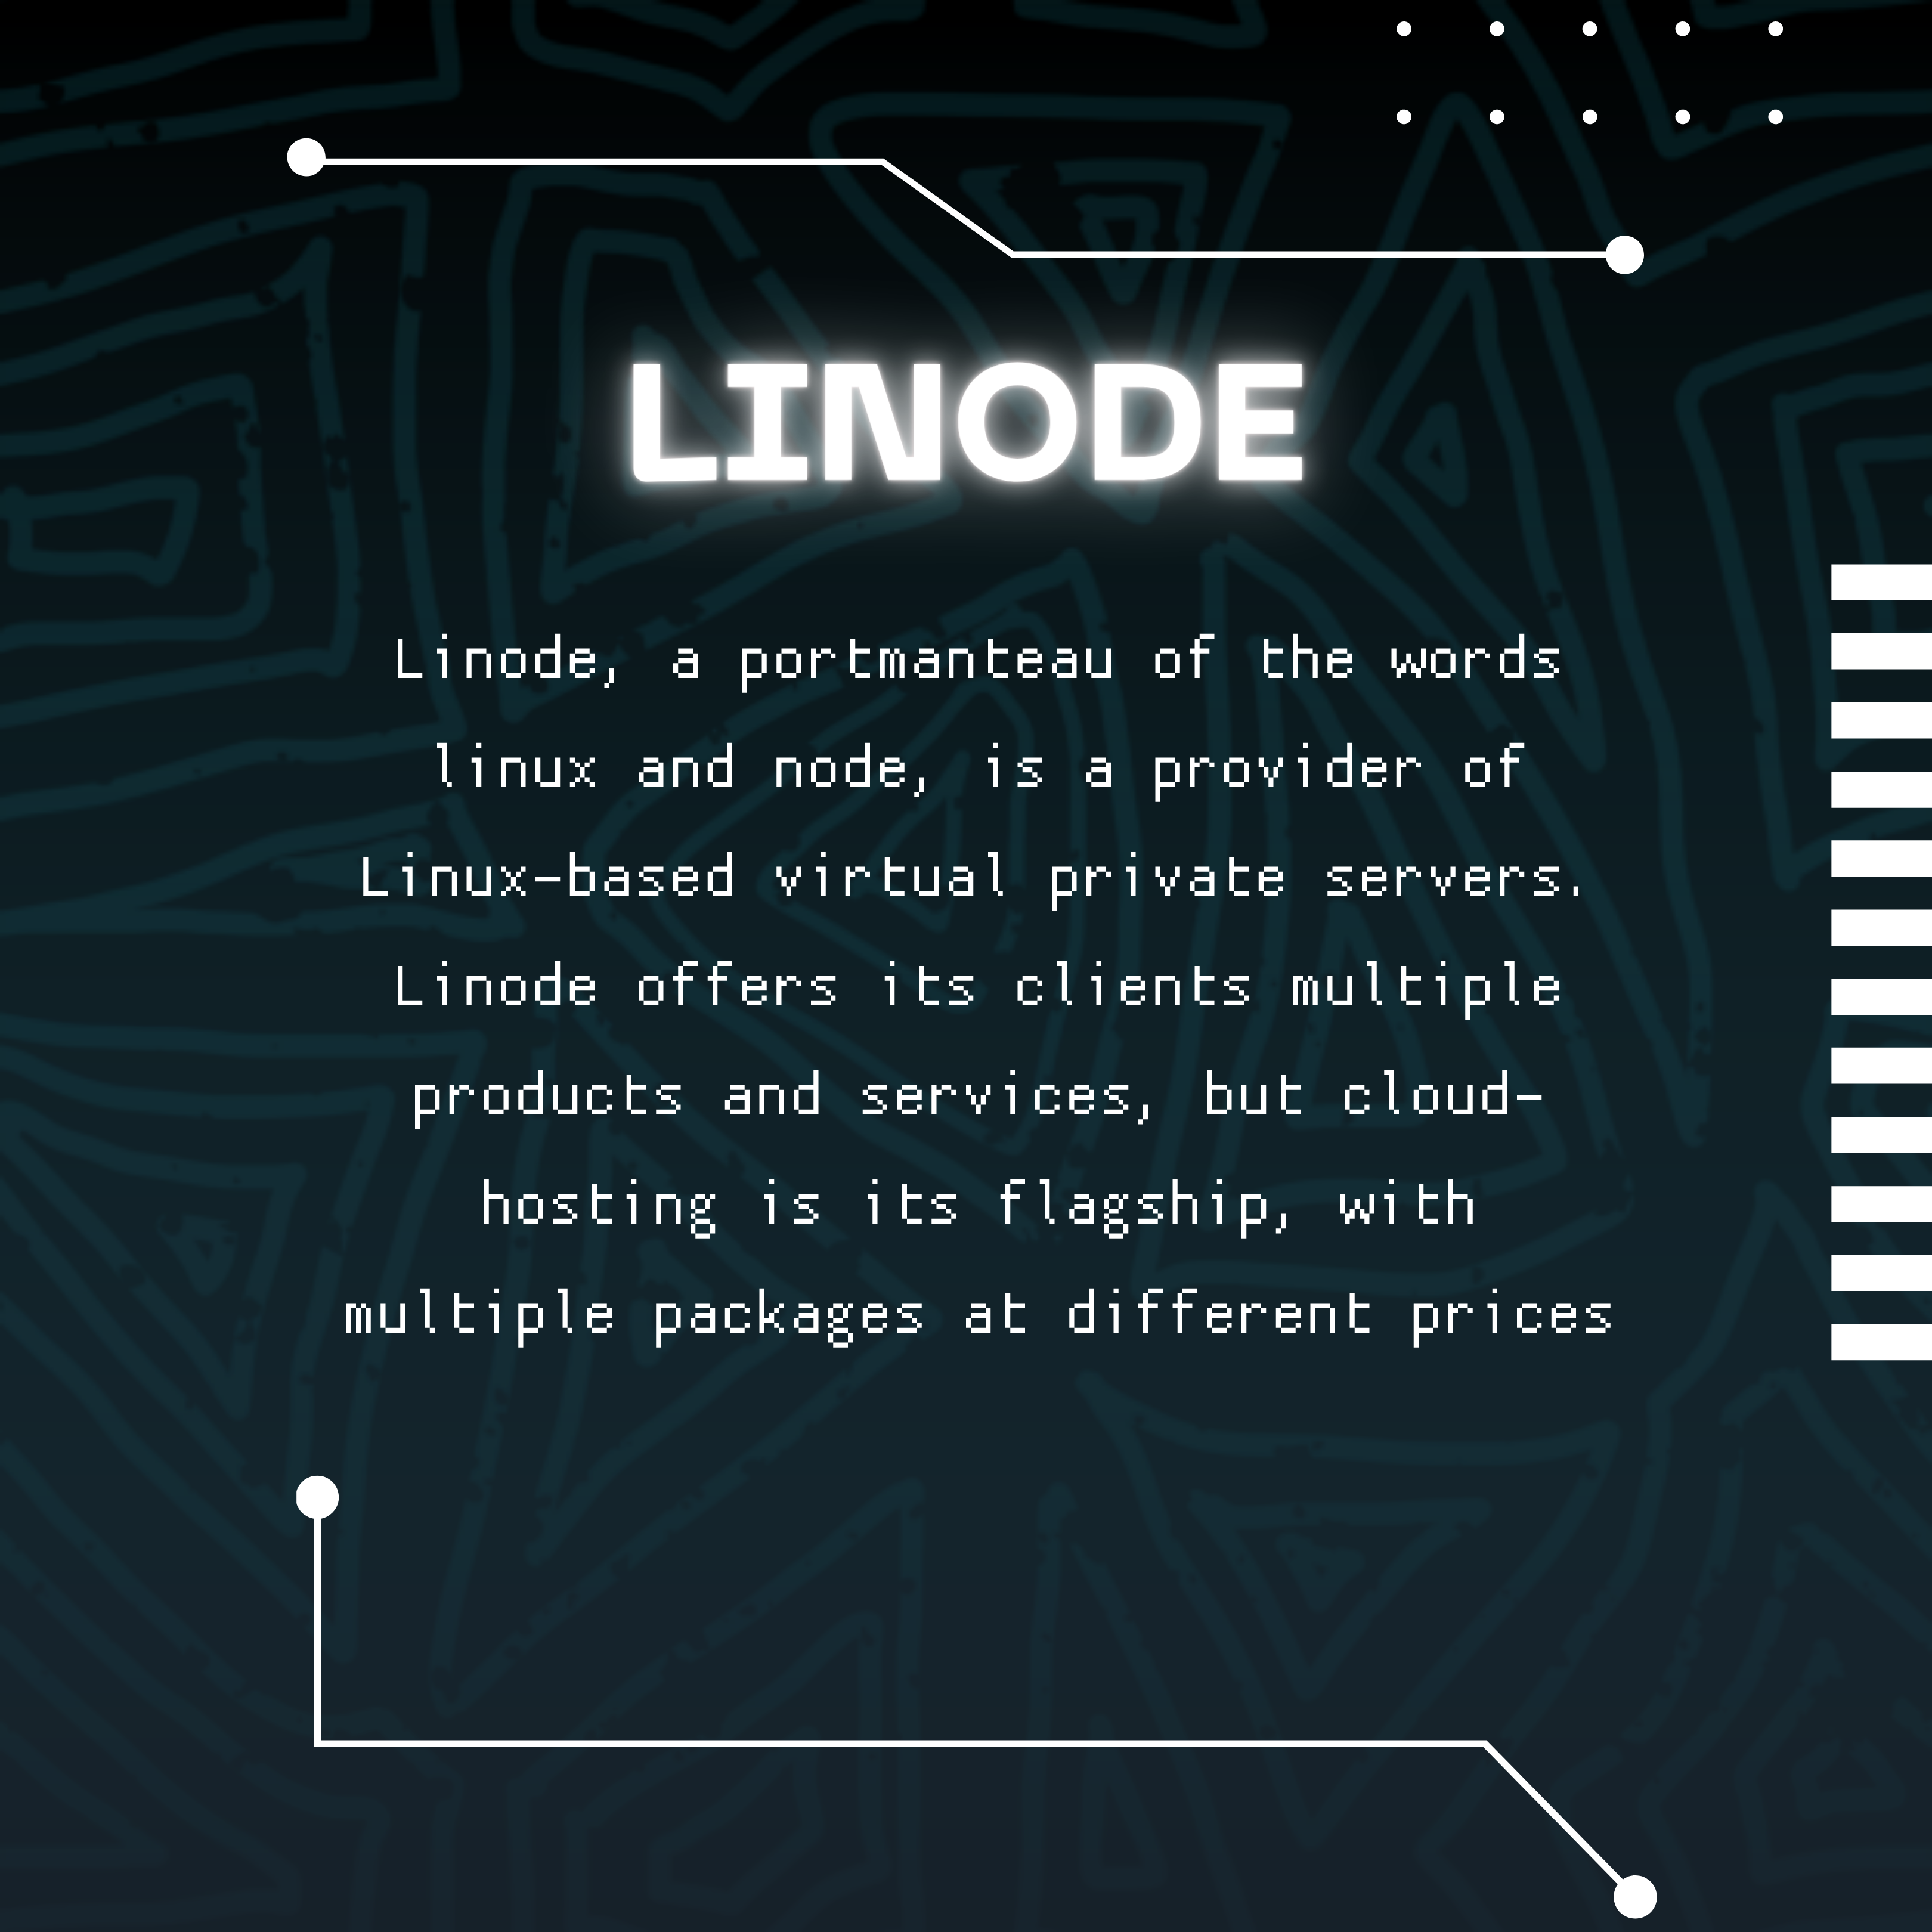 LINODE
Linode, a portmanteau of the words
linux and node, is a provider of
Linux-based virtual private servers.
Linode offers its clients multiple
products and services, but cloud-
hosting is its flagship, with
multiple packages at different prices